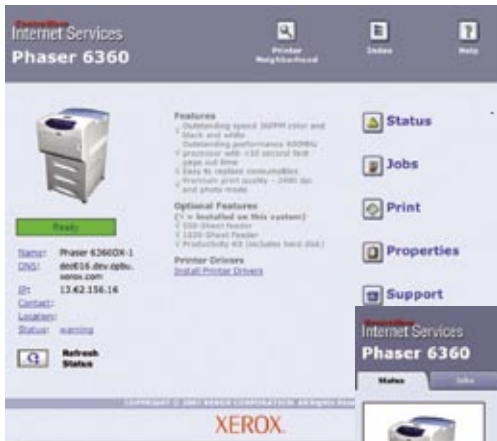 CentreWare
Internet Services
Phaser 6360
Printer
Neighborhood
Index
Help
Features
√ Outstanding speed 36PPM color and
black and white
√ Outstanding performance 600MHz
processor with <10 second first
page out time
√ Easy to replace consumables
√ Premium print quality – 2400 dpi
and photo mode
Optional Features
(√ = Installed on this system)
√ 550-Sheet Feeder
√ 1100-Sheet Feeder
√ Productivity Kit (includes hard disk)
Printer Drivers
Install Printer Drivers
Ready
Name: Phaser 6360DX-1
DNS:
xerox.com
IP: 13.62.156.16
Contact:
Location:
Status: warning
Refresh
Status
Status
Jobs
Print
Properties
Support
COPYRIGHT © 2007 XEROX CORPORATION. All Rights
XEROX.
CentreWare
Internet Services
Phaser 6360
Status
Jobs